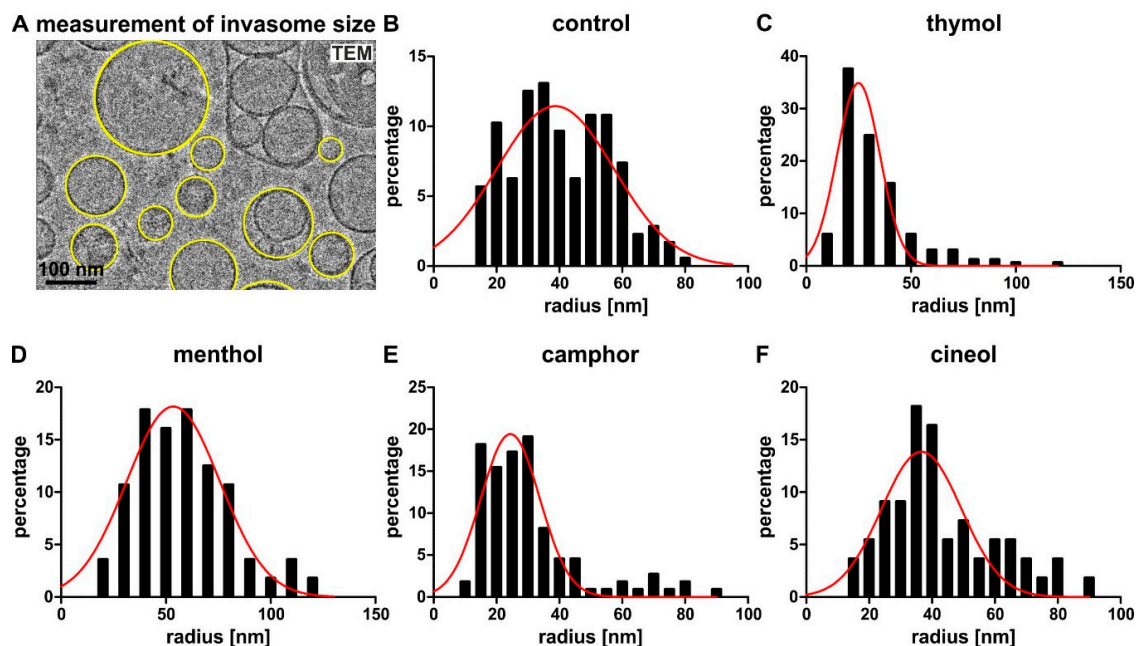 A measurement of invasome size
TEM
100 nm
B control
15
10
5
0
percentage
0 20 40 60 80 100
radius [nm]
C thymol
40
30
20
10
0
percentage
0 50 100 150
radius [nm]
D menthol
20
15
10
5
0
percentage
0 50 100 150
radius [nm]
E camphor
25
20
15
10
5
0
percentage
0 20 40 60 80 100
radius [nm]
F cineol
20
15
10
5
0
percentage
0 20 40 60 80 100
radius [nm]